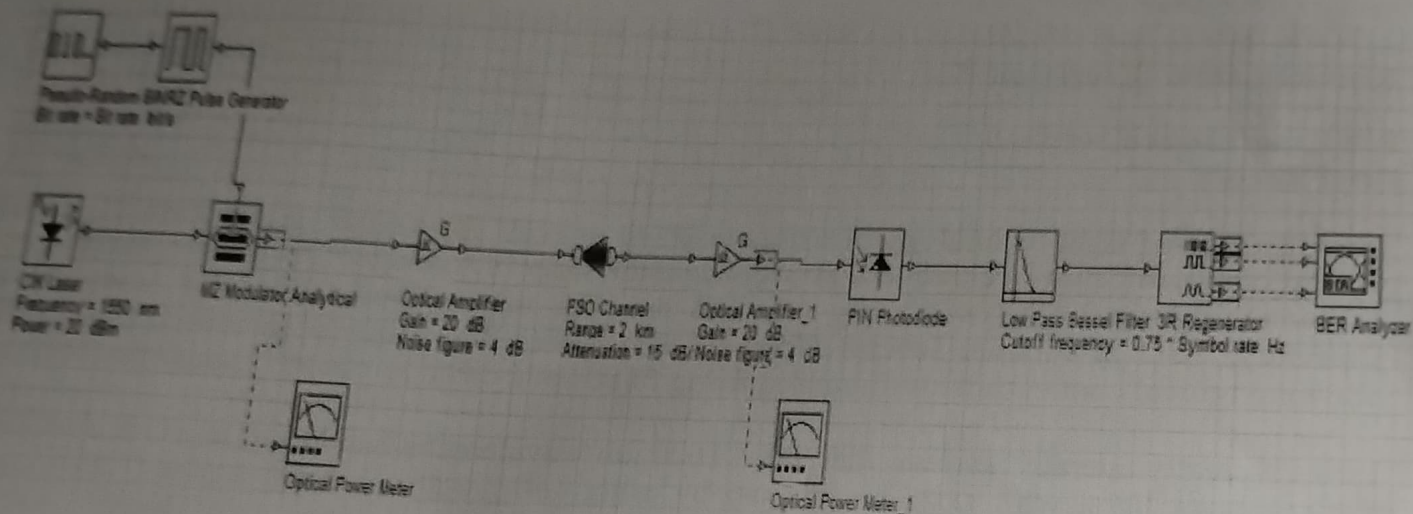 Pseudo-Random Bit NRZ Pulse Generator
Bit rate = Bit rate bit/s
CW Laser
Frequency = 1550 nm
Power = 20 dBm
MZ Modulator Analytical
G
Optical Amplifier
Gain = 20 dB
Noise figure = 4 dB
FSO Channel
Range = 2 km
Attenuation = 15 dB/
G
Optical Amplifier_1
Gain = 20 dB
Noise figure = 4 dB
PIN Photodiode
Low Pass Bessel Filter
Cutoff frequency = 0.75 * Symbol rate Hz
3R Regenerator
BER Analyzer
Optical Power Meter
Optical Power Meter_1